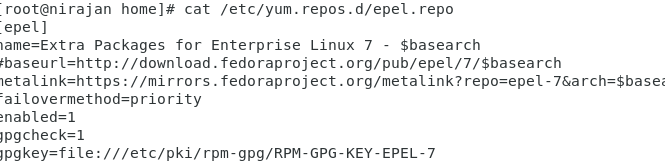 [root@nirajan home]# cat /etc/yum.repos.d/epel.repo
[epel]
name=Extra Packages for Enterprise Linux 7 - $basearch
#baseurl=http://download.fedoraproject.org/pub/epel/7/$basearch
metalink=https://mirrors.fedoraproject.org/metalink?repo=epel-7&arch=$basea
failovermethod=priority
enabled=1
gpgcheck=1
gpgkey=file:///etc/pki/rpm-gpg/RPM-GPG-KEY-EPEL-7